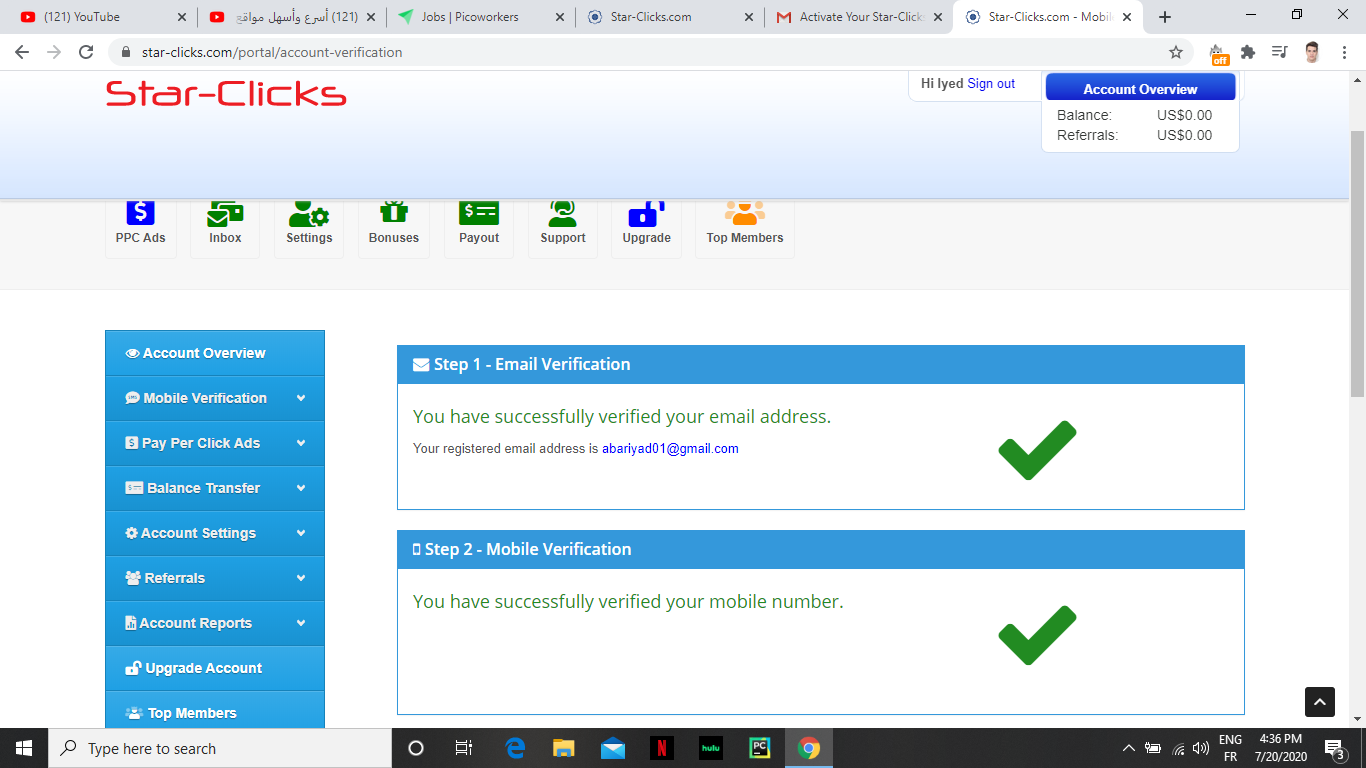 (121) YouTube
(121) أسرع وأسهل مواقع
Jobs | Picoworkers
Star-Clicks.com
Activate Your Star-Click
Star-Clicks.com - Mobil
star-clicks.com/portal/account-verification
off
Star-Clicks
Hi Iyed Sign out
Account Overview
Balance: US$0.00
Referrals: US$0.00
PPC Ads
Inbox
Settings
Bonuses
Payout
Support
Upgrade
Top Members
Account Overview
Mobile Verification
Pay Per Click Ads
Balance Transfer
Account Settings
Referrals
Account Reports
Upgrade Account
Top Members
Step 1 - Email Verification
You have successfully verified your email address.
Your registered email address is abariyad01@gmail.com
Step 2 - Mobile Verification
You have successfully verified your mobile number.
Type here to search
N
hulu
PC
ENG
FR
4:36 PM
7/20/2020
3